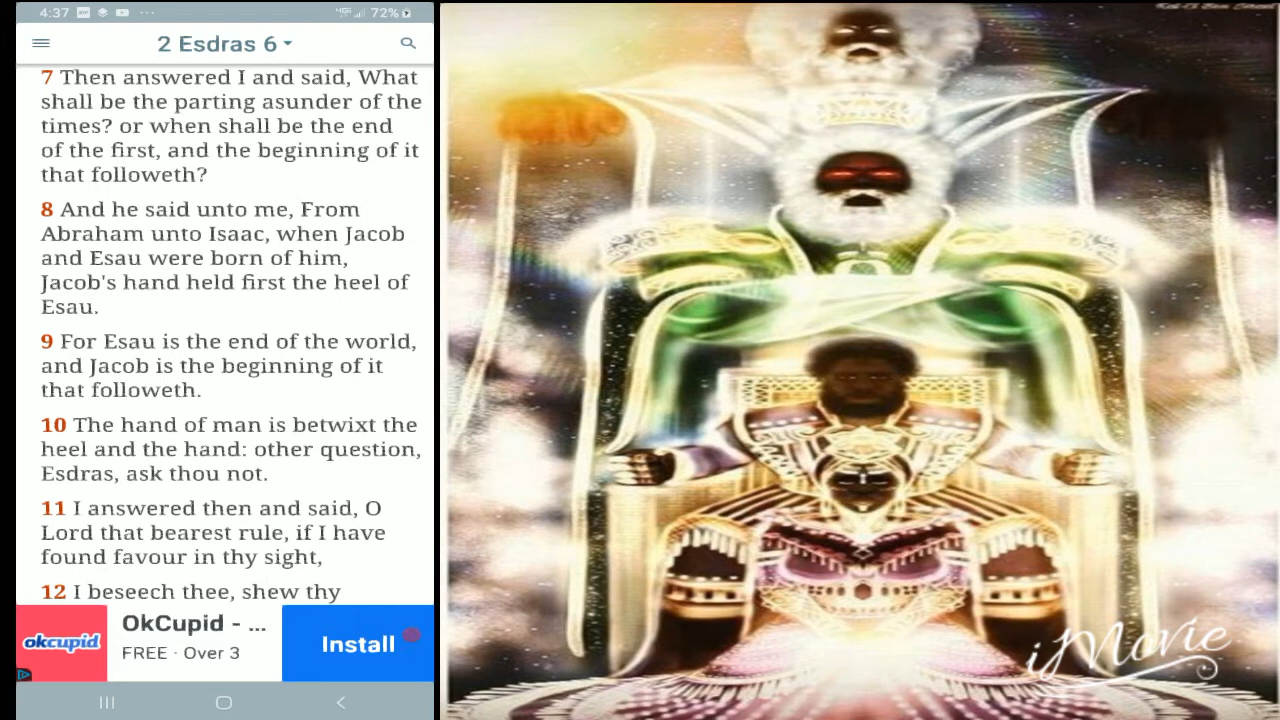 4:37
72%
2 Esdras 6
7 Then answered I and said, What
shall be the parting asunder of the
times? or when shall be the end
of the first, and the beginning of it
that followeth?
8 And he said unto me, From
Abraham unto Isaac, when Jacob
and Esau were born of him,
Jacob's hand held first the heel of
Esau.
9 For Esau is the end of the world,
and Jacob is the beginning of it
that followeth.
10 The hand of man is betwixt the
heel and the hand: other question,
Esdras, ask thou not.
11 I answered then and said, O
Lord that bearest rule, if I have
found favour in thy sight,
12 I beseech thee, shew thy
okcupid
OkCupid - ...
FREE · Over 3
Install
iMovie